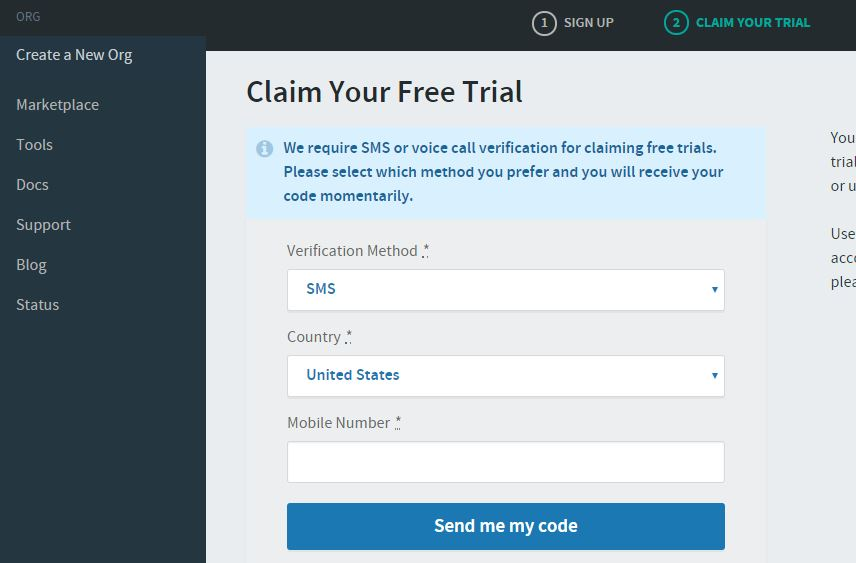 ORG
Create a New Org
Marketplace
Tools
Docs
Support
Blog
Status
1 SIGN UP
2 CLAIM YOUR TRIAL
Claim Your Free Trial
We require SMS or voice call verification for claiming free trials.
Please select which method you prefer and you will receive your
code momentarily.
Verification Method *
SMS
Country *
United States
Mobile Number *
Send me my code
You
or u
Use